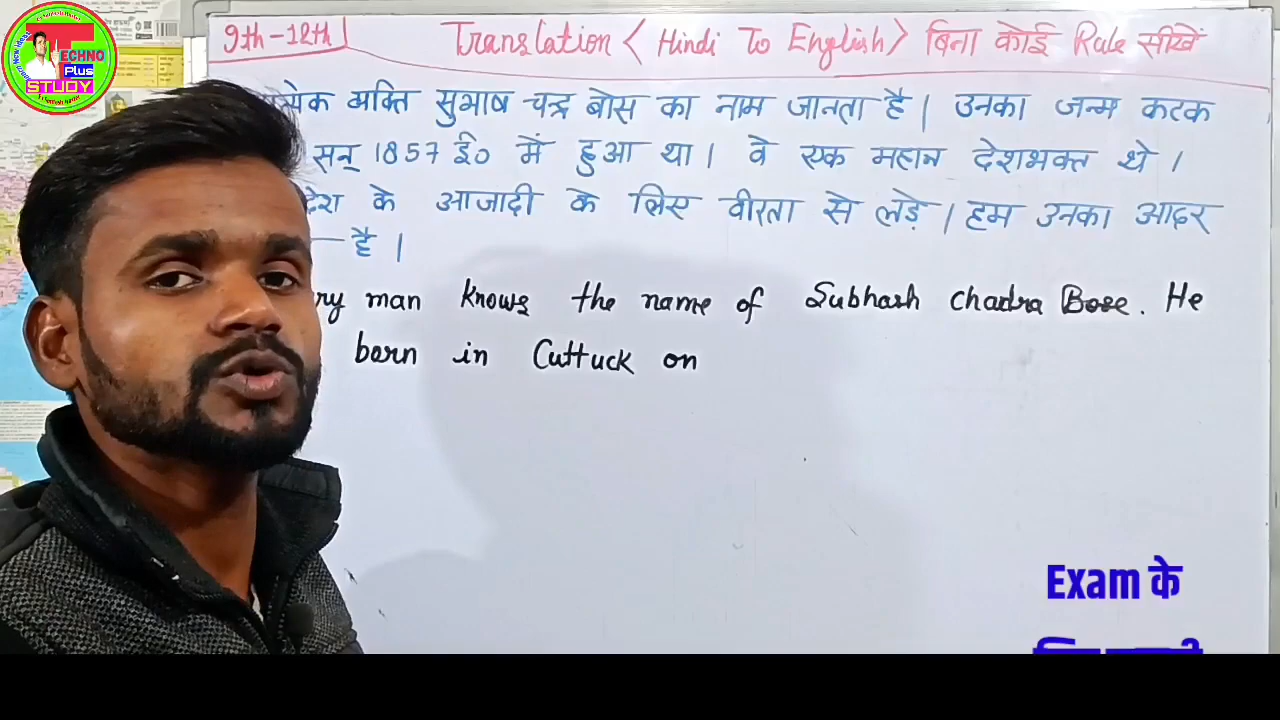 TECHNO
Plus
STUDY
9th-12th
Translation < Hindi To English > बिना कोई Rule सीखें
व्यक्ति सुभाष चन्द्र बोस का नाम जानता है। उनका जन्म कटक
सन् 1857 ई० में हुआ था। वे एक महान देशभक्त थे।
देश के आजादी के लिए वीरता से लड़े। हम उनका आदर
है।
ry man knows the name of Subhash chadra Bose. He
born in Cuttuck on
Exam के